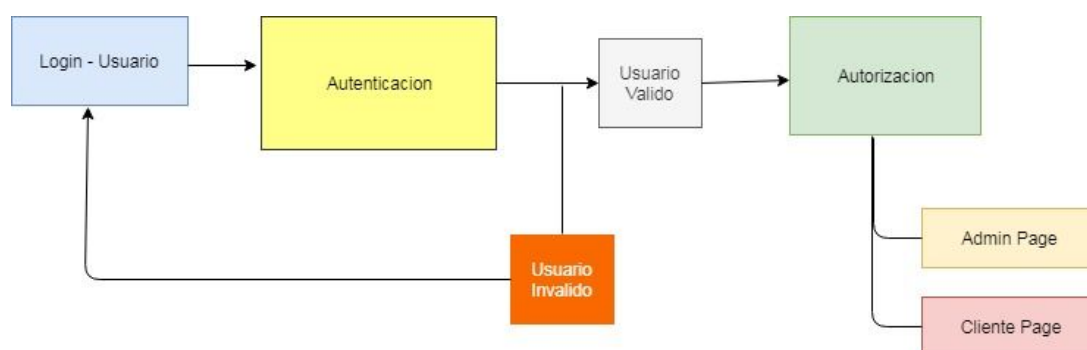 Login - Usuario
Autenticacion
Usuario
Valido
Autorizacion
Admin Page
Usuario
Invalido
Cliente Page